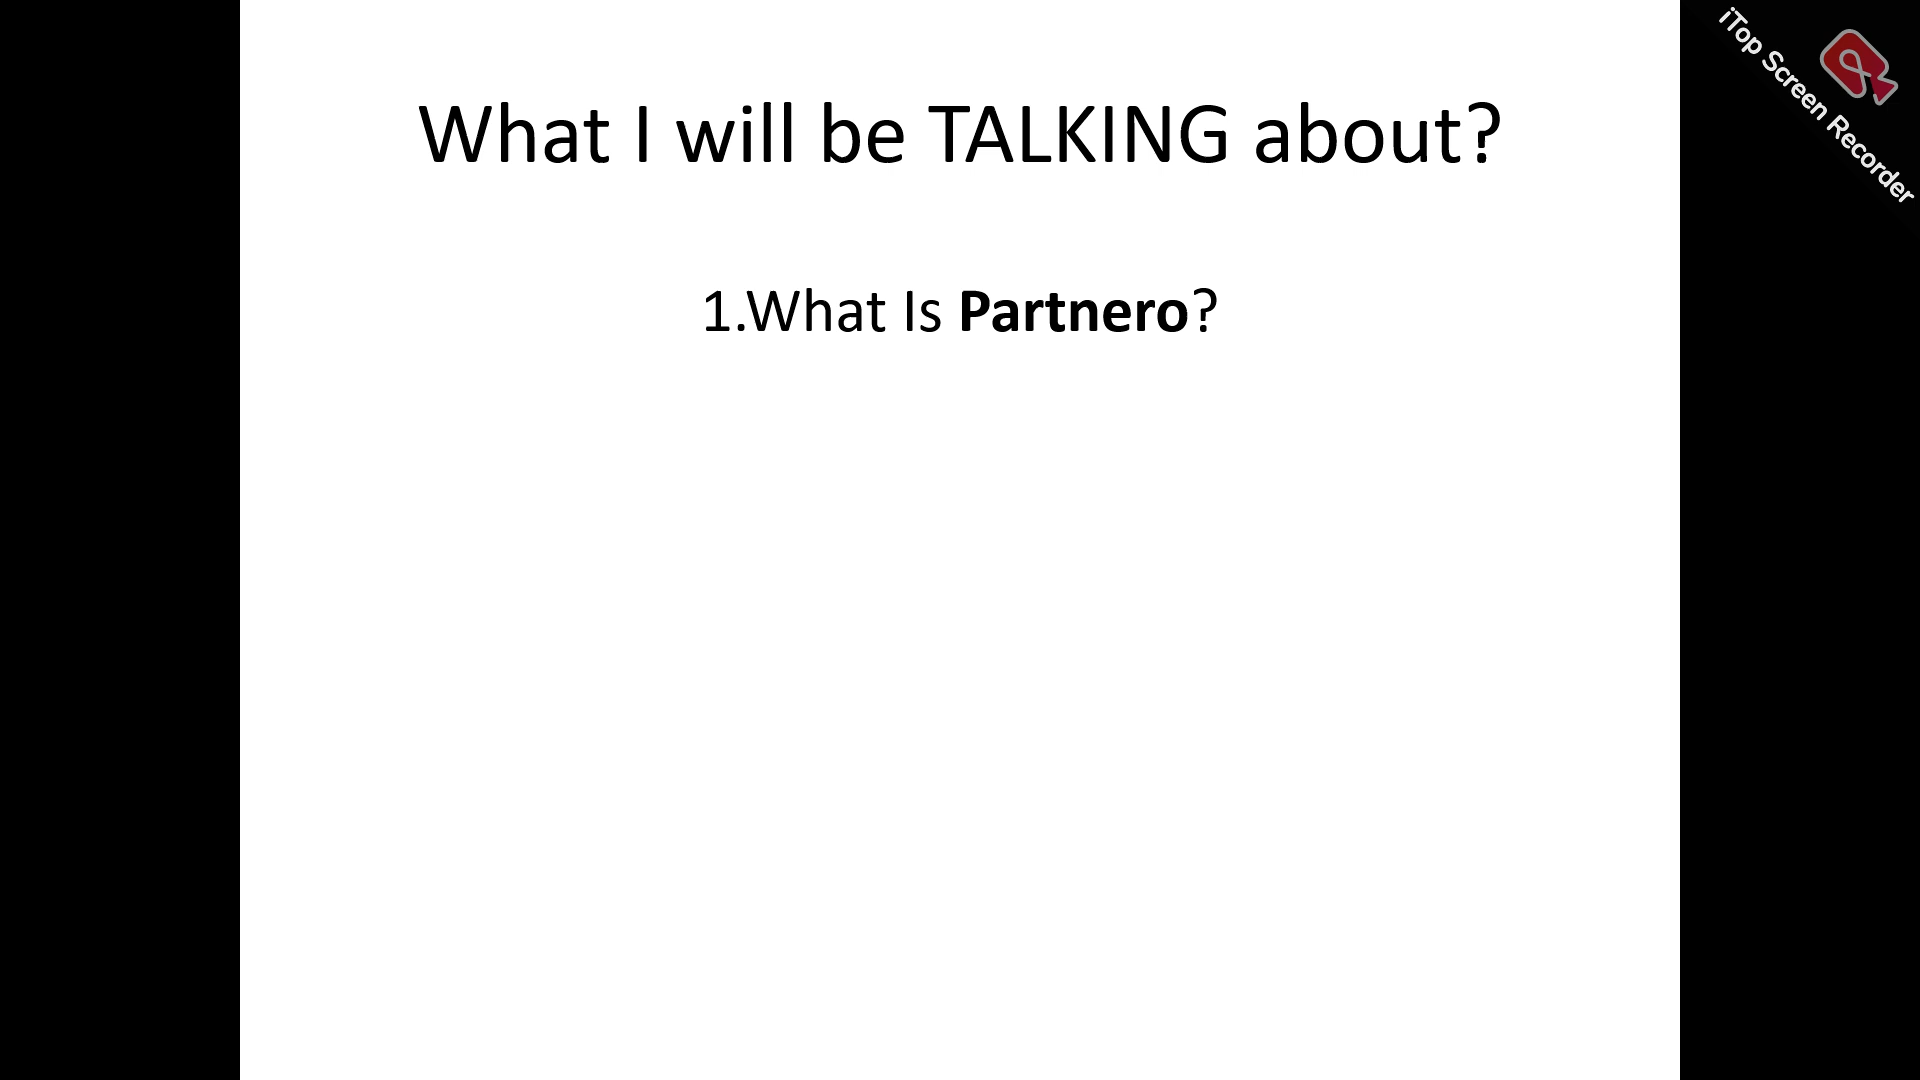 What I will be TALKING about?
1.What Is Partnero?
iTop Screen Recorder